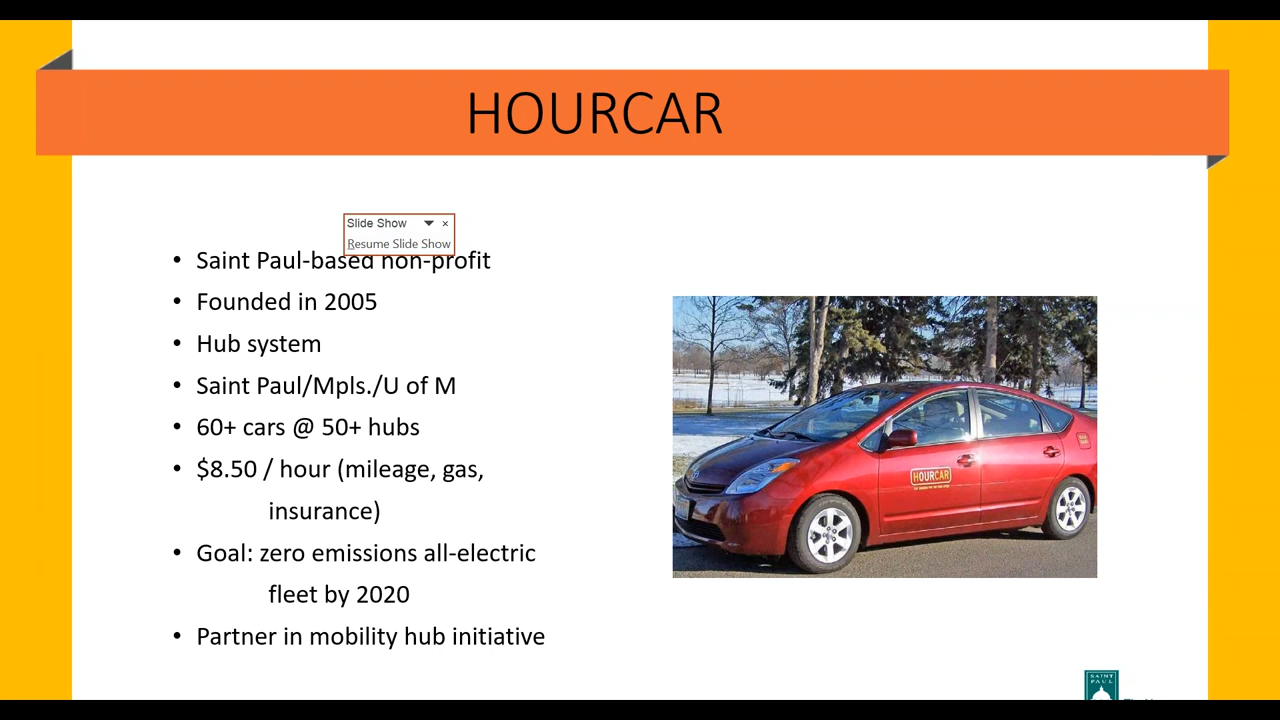 HOURCAR
Slide Show
Resume Slide Show
• Saint Paul-based non-profit
• Founded in 2005
• Hub system
• Saint Paul/Mpls./U of M
• 60+ cars @ 50+ hubs
• $8.50 / hour (mileage, gas,
insurance)
• Goal: zero emissions all-electric
fleet by 2020
• Partner in mobility hub initiative
HOURCAR
SAINT
PAUL